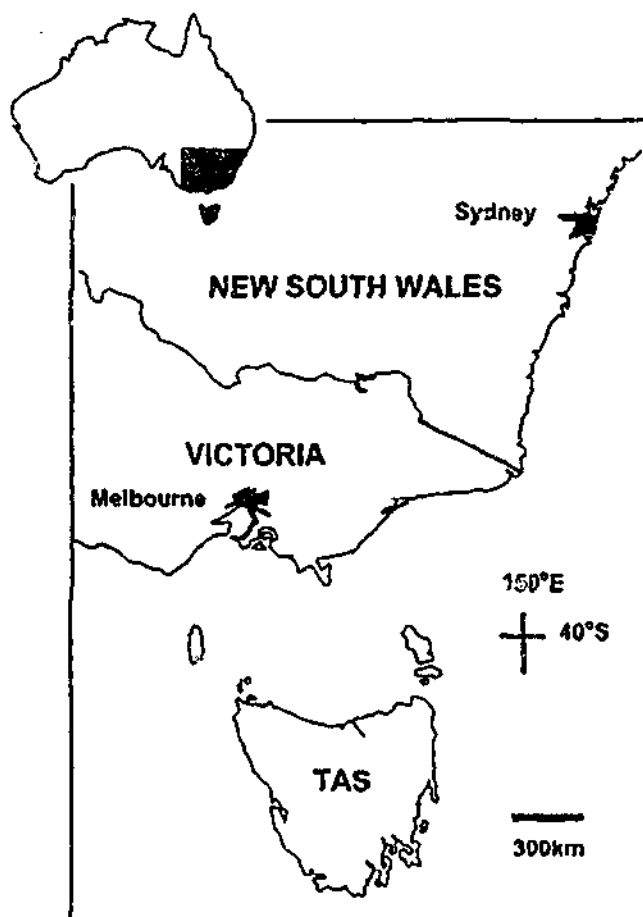 Sydney
NEW SOUTH WALES
VICTORIA
Melbourne
150°E
40°S
TAS
300km